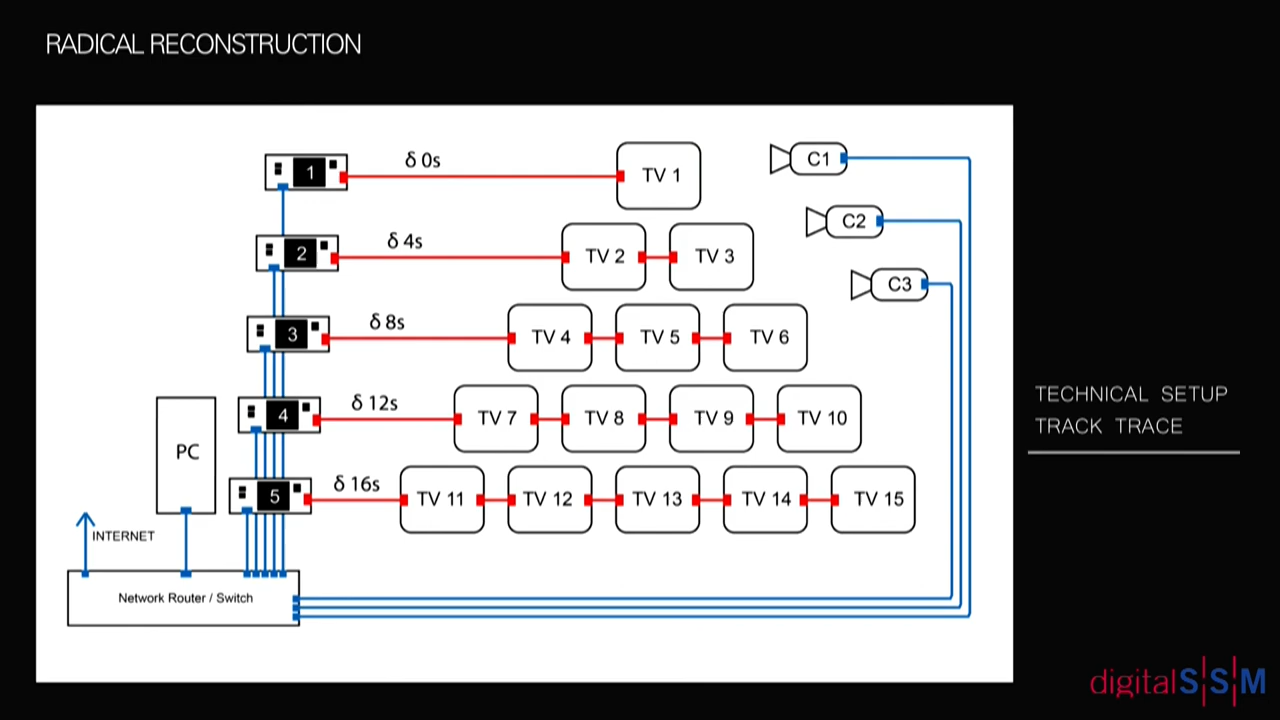 RADICAL RECONSTRUCTION
1 δ 0s TV 1 C1
2 δ 4s TV 2 TV 3 C2
3 δ 8s TV 4 TV 5 TV 6 C3
4 δ 12s TV 7 TV 8 TV 9 TV 10
PC
5 δ 16s TV 11 TV 12 TV 13 TV 14 TV 15
INTERNET
Network Router / Switch
TECHNICAL SETUP
TRACK TRACE
digitalS|S|M